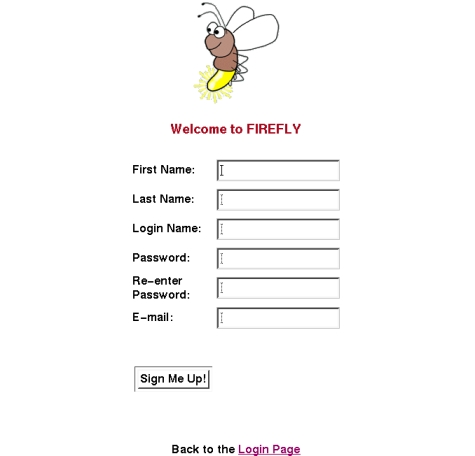 Welcome to FIREFLY
First Name:
Last Name:
Login Name:
Password:
Re-enter
Password:
E-mail:
Sign Me Up!
Back to the Login Page